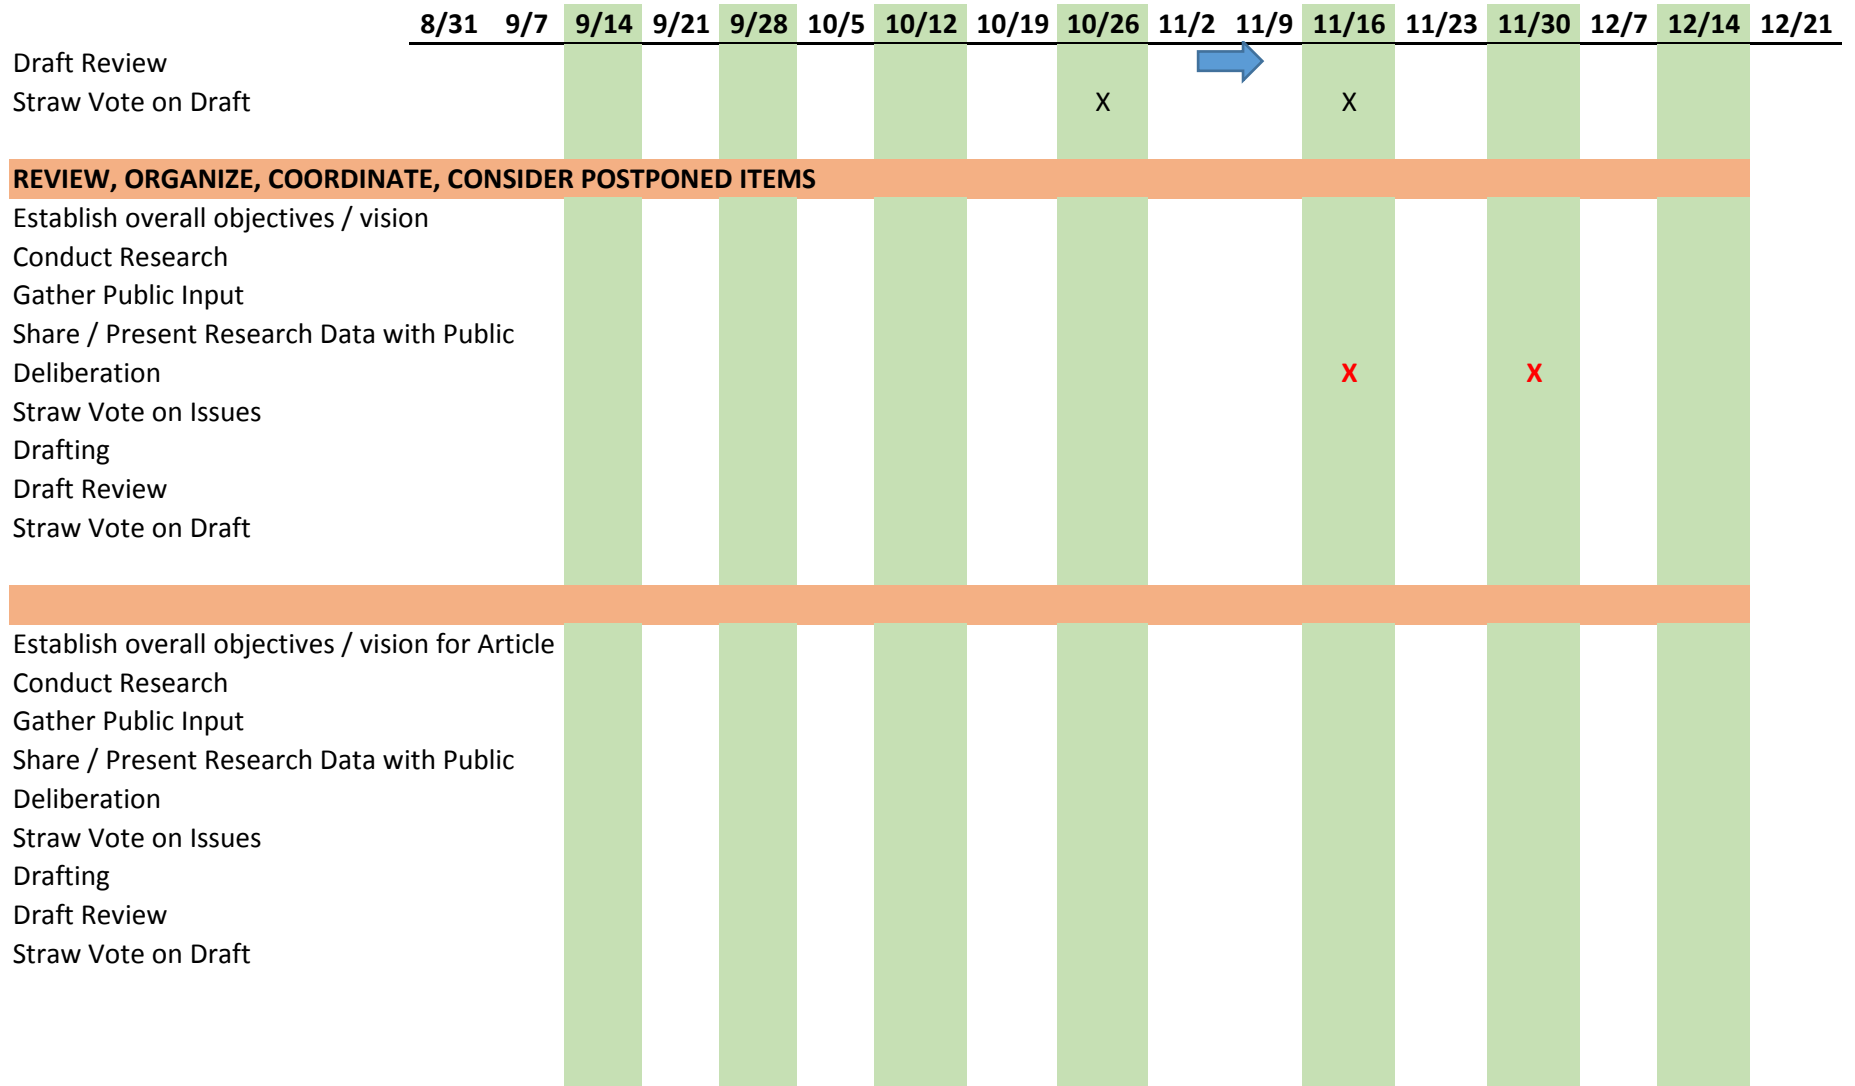 8/31 9/7 9/14 9/21 9/28 10/5 10/12 10/19 10/26 11/2 11/9 11/16 11/23 11/30 12/7 12/14 12/21
Draft Review
Straw Vote on Draft X X
REVIEW, ORGANIZE, COORDINATE, CONSIDER POSTPONED ITEMS
Establish overall objectives / vision
Conduct Research
Gather Public Input
Share / Present Research Data with Public
Deliberation X X
Straw Vote on Issues
Drafting
Draft Review
Straw Vote on Draft
Establish overall objectives / vision for Article
Conduct Research
Gather Public Input
Share / Present Research Data with Public
Deliberation
Straw Vote on Issues
Drafting
Draft Review
Straw Vote on Draft